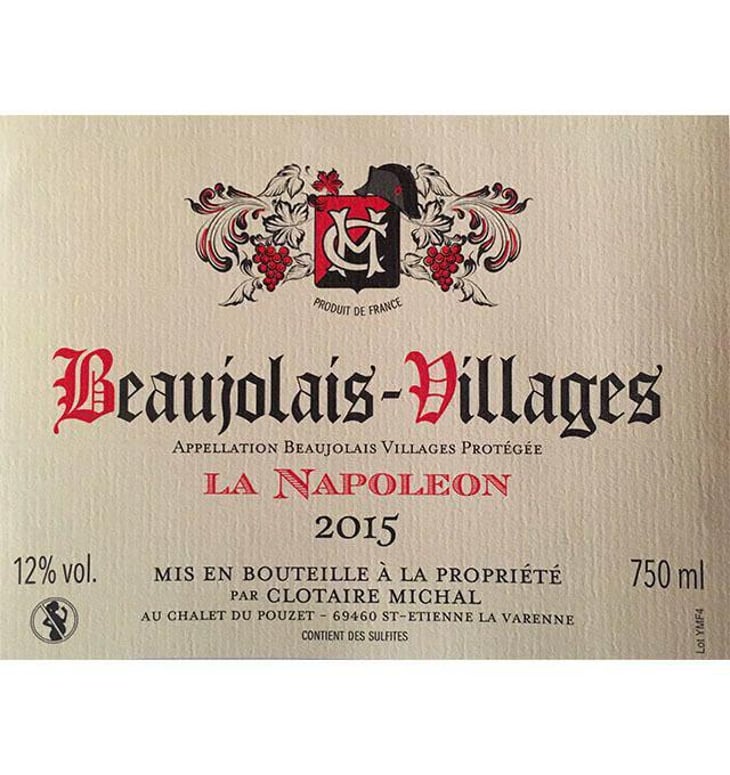 CM
PRODUIT DE FRANCE
Beaujolais-Villages
APPELLATION BEAUJOLAIS VILLAGES PROTÉGÉE
LA NAPOLEON
2015
12% vol.
MIS EN BOUTEILLE À LA PROPRIÉTÉ
750 ml
PAR CLOTAIRE MICHAL
AU CHALET DU POUZET – 69460 ST-ETIENNE LA VARENNE
CONTIENT DES SULFITES
Lot YMF4